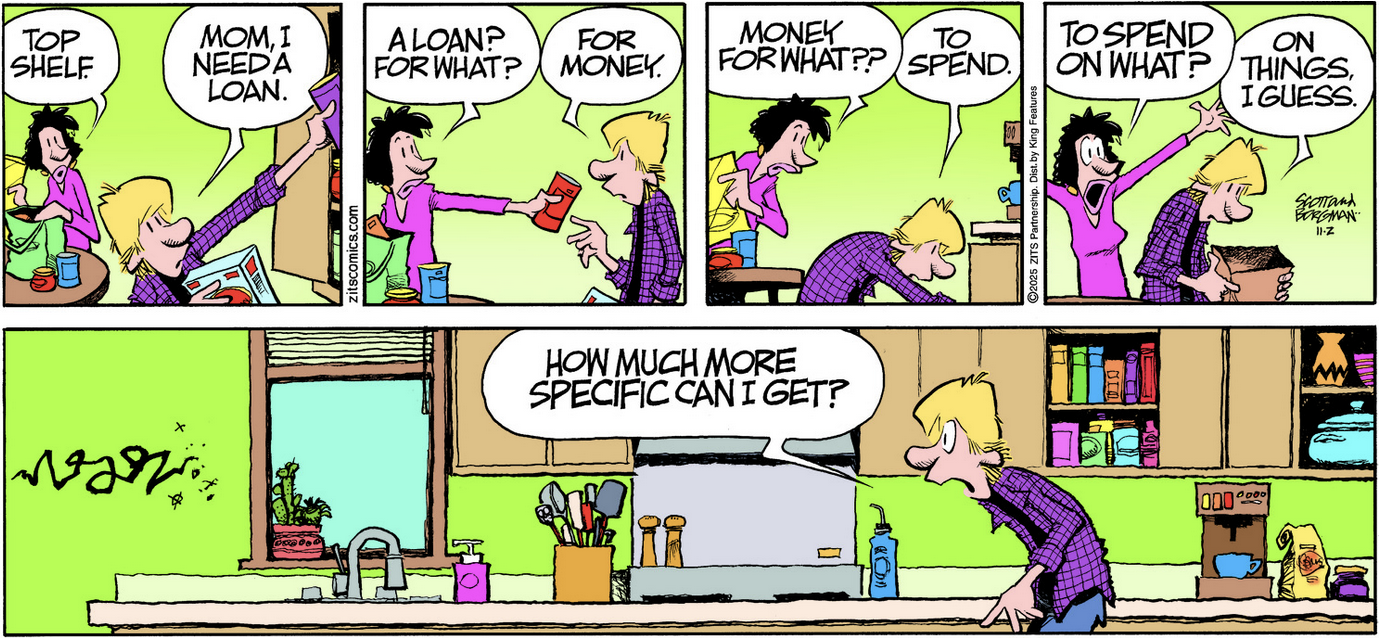 TOP
SHELF.
MOM, I
NEED A
LOAN.
A LOAN?
FOR WHAT?
FOR
MONEY.
MONEY
FOR WHAT??
TO
SPEND.
TO SPEND
ON WHAT?
ON
THINGS,
I GUESS.
zitscomics.com
©2025 ZITS Partnership. Dist. by King Features
SCOTT and
BORGMAN
11-2
HOW MUCH MORE
SPECIFIC CAN I GET?